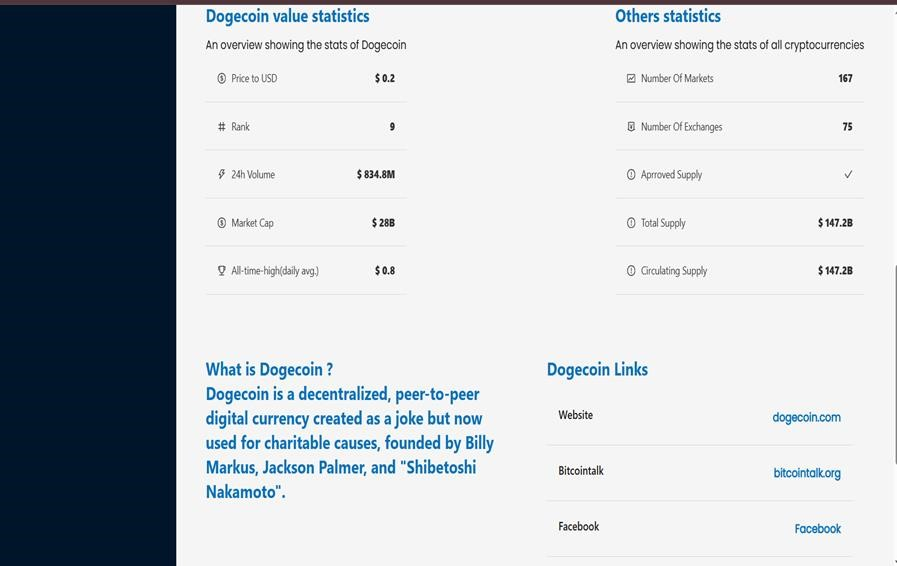 Dogecoin value statistics
An overview showing the stats of Dogecoin
Price to USD $ 0.2
Rank 9
24h Volume $ 834.8M
Market Cap $ 28B
All-time-high(daily avg.) $ 0.8
Others statistics
An overview showing the stats of all cryptocurrencies
Number Of Markets 167
Number Of Exchanges 75
Aprroved Supply ✓
Total Supply $ 147.2B
Circulating Supply $ 147.2B
What is Dogecoin ?
Dogecoin is a decentralized, peer-to-peer
digital currency created as a joke but now
used for charitable causes, founded by Billy
Markus, Jackson Palmer, and "Shibetoshi
Nakamoto".
Dogecoin Links
Website dogecoin.com
Bitcointalk bitcointalk.org
Facebook Facebook